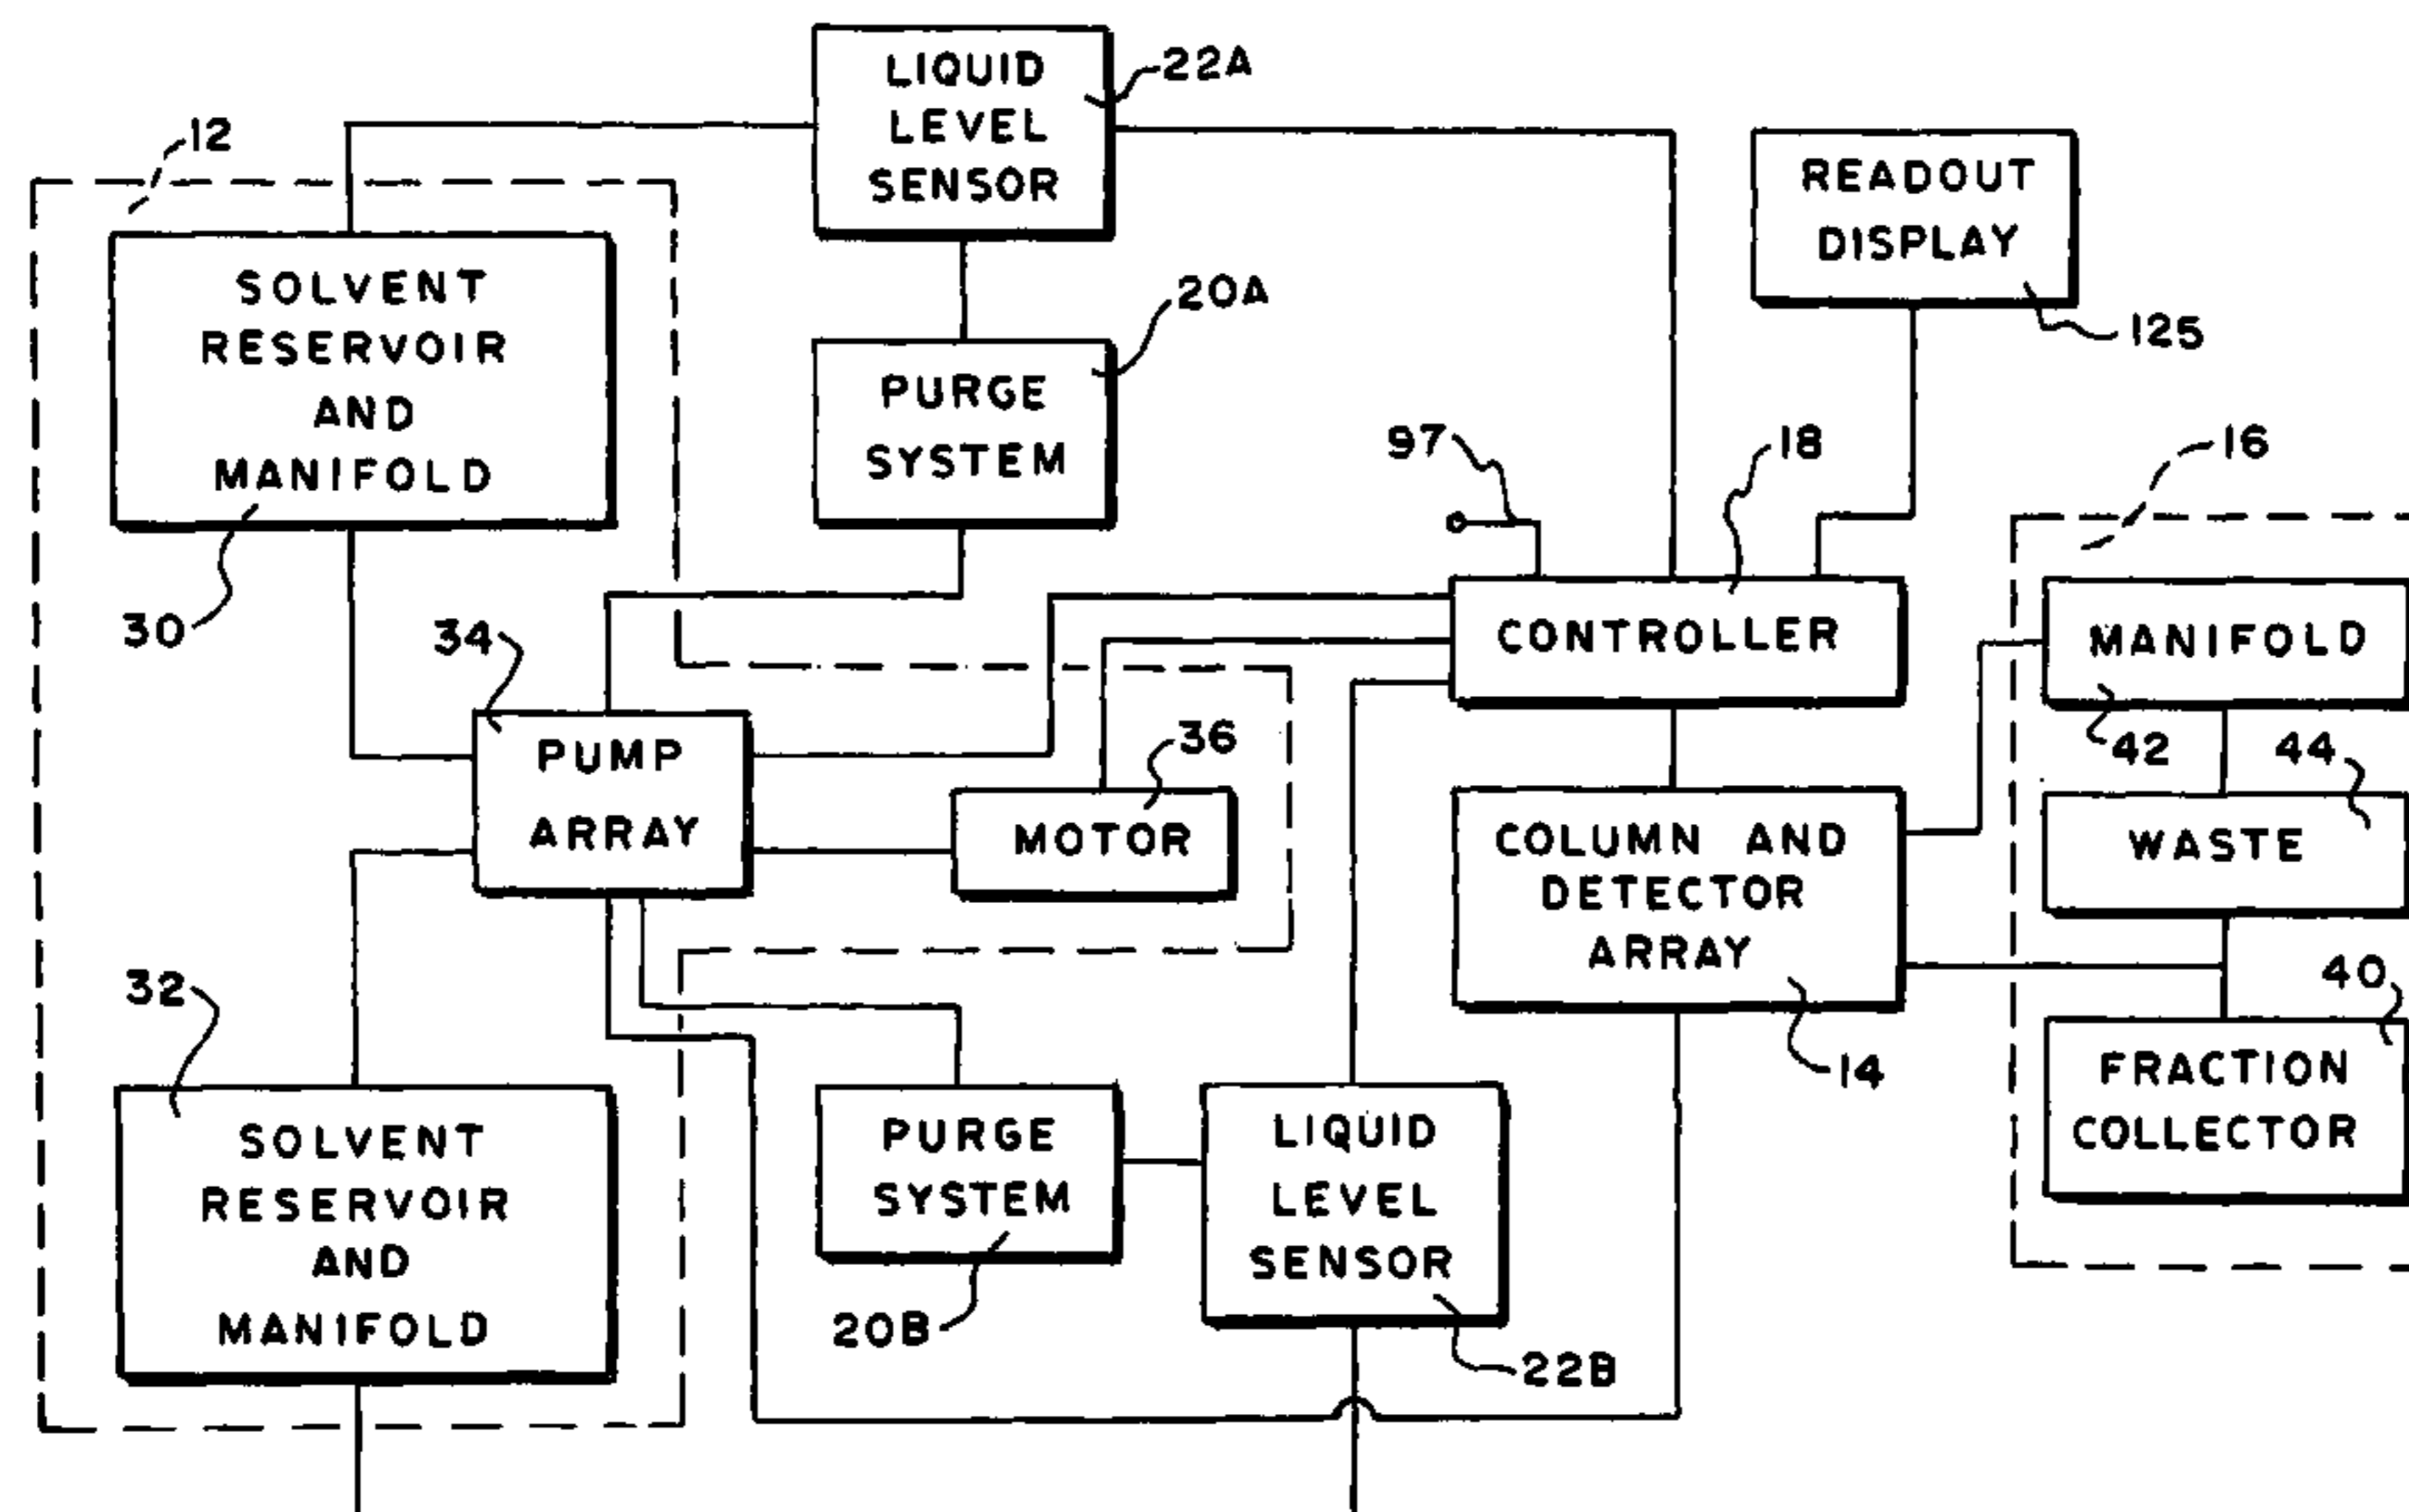 LIQUID
LEVEL
SENSOR
22A
12
READOUT
DISPLAY
125
SOLVENT
RESERVOIR
AND
MANIFOLD
30
20A
PURGE
SYSTEM
97
18
16
CONTROLLER
MANIFOLD
42
34
PUMP
ARRAY
36
MOTOR
COLUMN AND
DETECTOR
ARRAY
14
44
WASTE
40
FRACTION
COLLECTOR
32
SOLVENT
RESERVOIR
AND
MANIFOLD
PURGE
SYSTEM
20B
LIQUID
LEVEL
SENSOR
22B